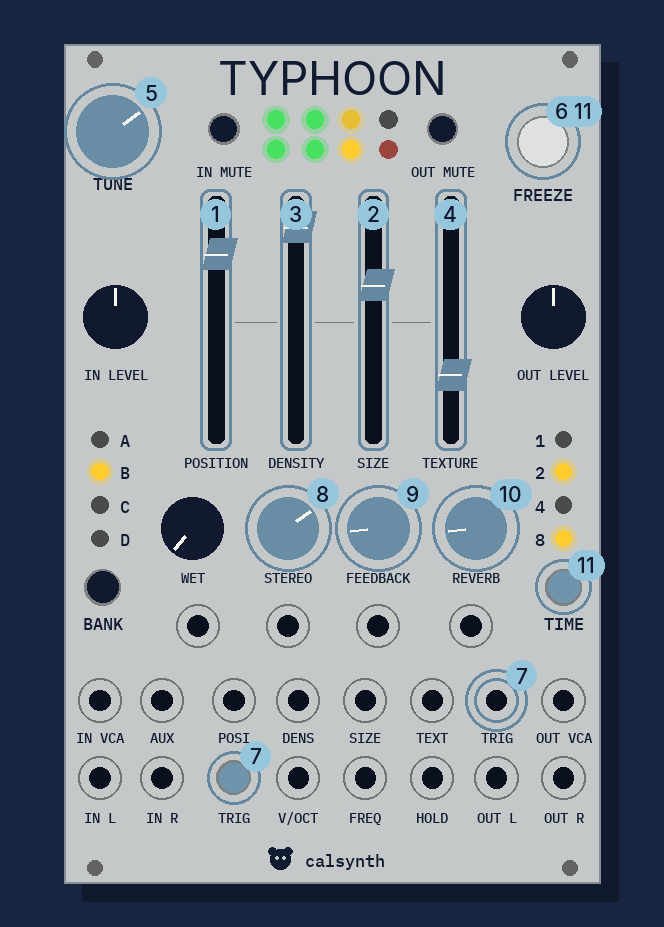 TYPHOON
5
6 11
TUNE
IN MUTE
OUT MUTE
FREEZE
1
3
2
4
IN LEVEL
OUT LEVEL
A
B
C
D
1
2
4
8
POSITION
DENSITY
SIZE
TEXTURE
8
9
10
11
WET
STEREO
FEEDBACK
REVERB
BANK
TIME
7
IN VCA
AUX
POSI
DENS
SIZE
TEXT
TRIG
OUT VCA
7
IN L
IN R
TRIG
V/OCT
FREQ
HOLD
OUT L
OUT R
calsynth